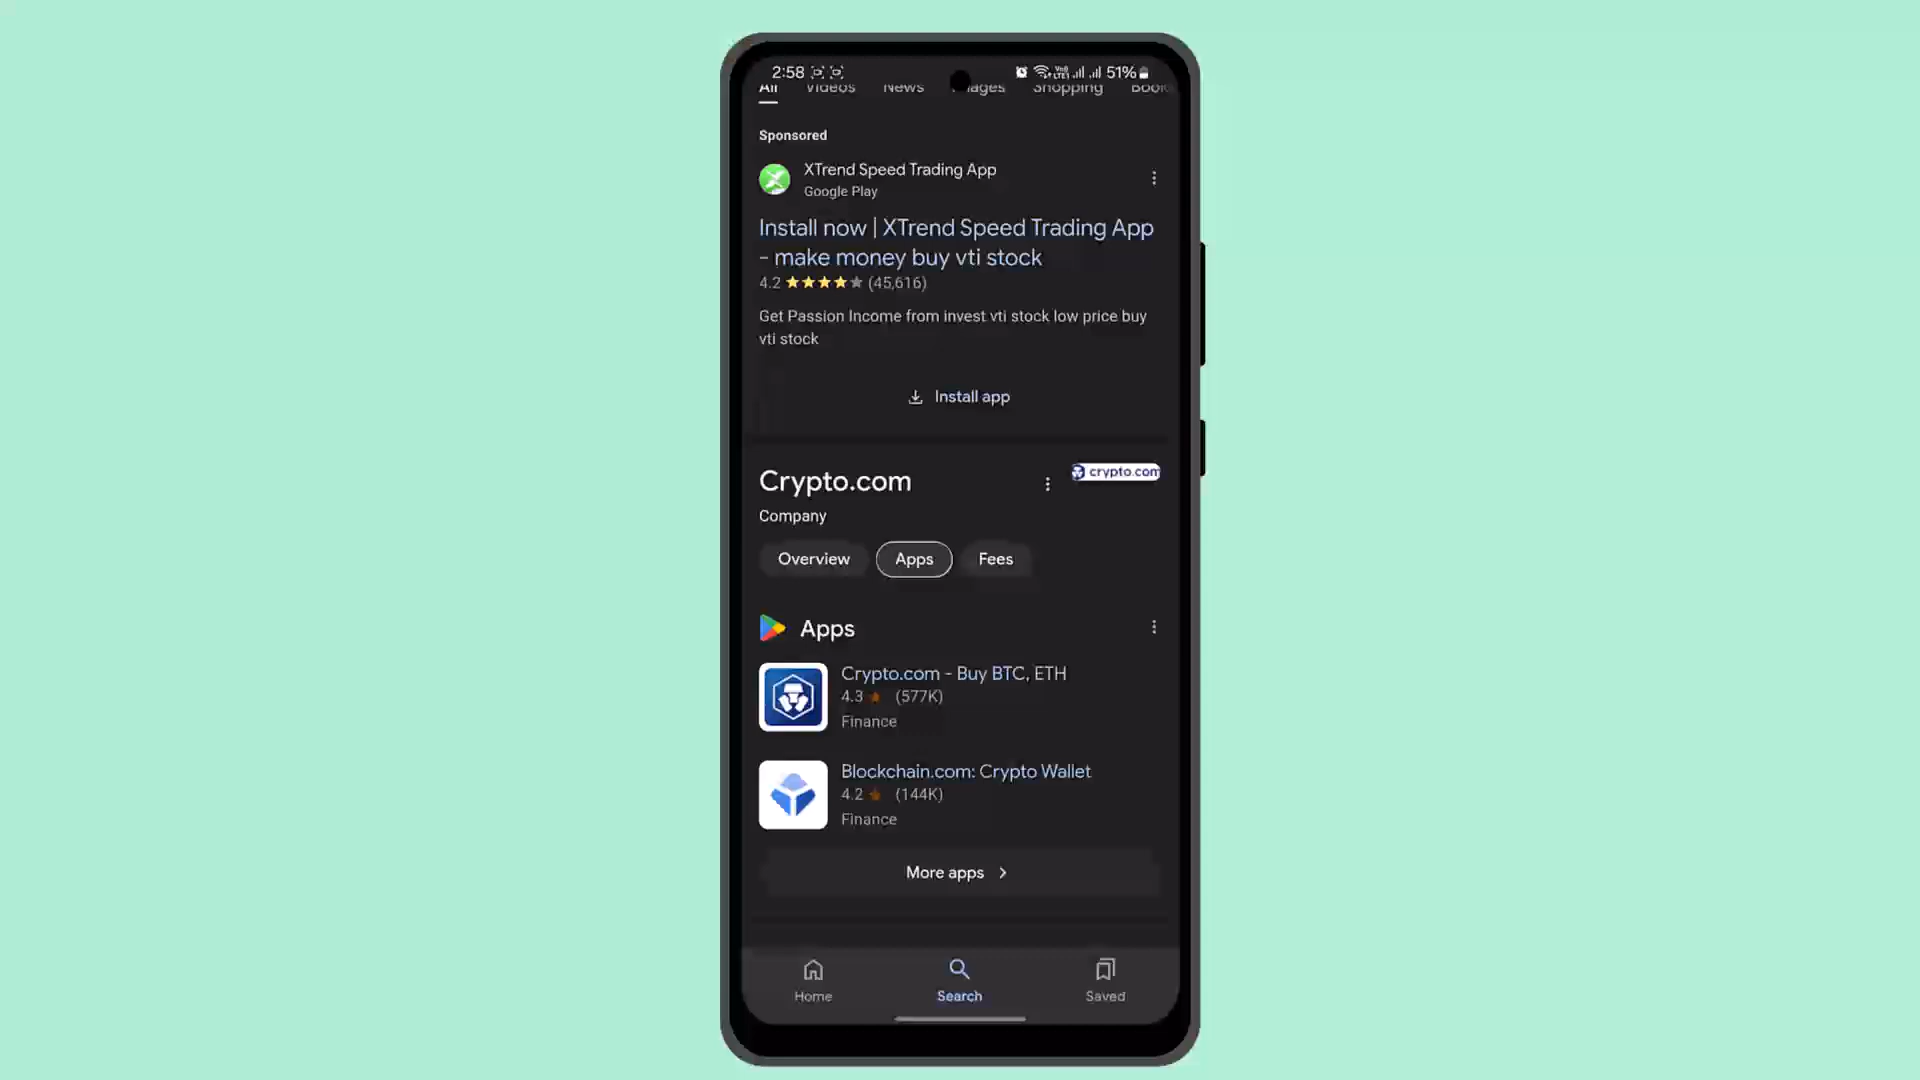 2:58 51%
All Videos News Images Shopping
Sponsored
XTrend Speed Trading App
Google Play
Install now | XTrend Speed Trading App
- make money buy vti stock
4.2 (45,616)
Get Passion Income from invest vti stock low price buy
vti stock
Install app
Crypto.com
crypto.com
Company
Overview Apps Fees
Apps
Crypto.com - Buy BTC, ETH
4.3 (577K)
Finance
Blockchain.com: Crypto Wallet
4.2 (144K)
Finance
More apps
Home Search Saved